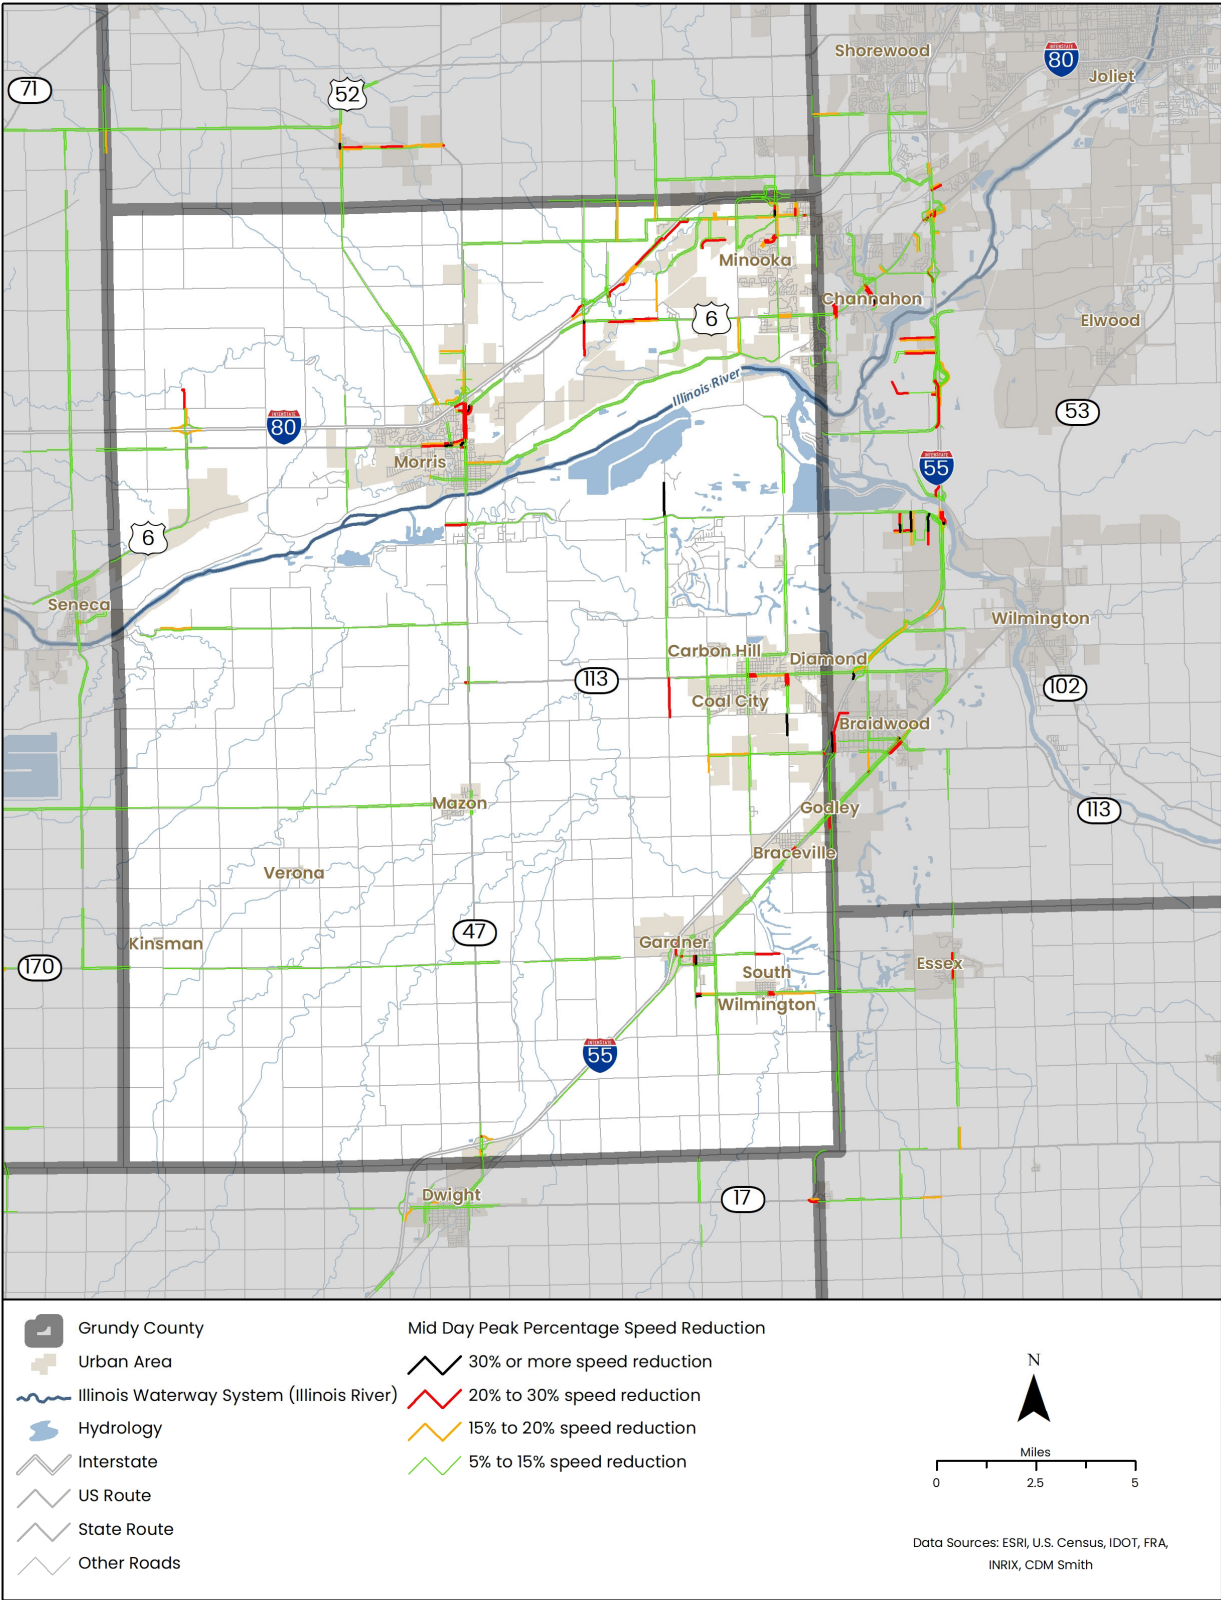 Shorewood
INTERSTATE
80
Joliet
71
52
Minooka
Channahon
6
Elwood
Illinois River
53
INTERSTATE
80
Morris
INTERSTATE
55
6
Seneca
Wilmington
Carbon Hill
Diamond
113
102
Coal City
Braidwood
Mazon
Godley
113
Braceville
Verona
47
Kinsman
Gardner
170
South
Wilmington
Essex
INTERSTATE
55
Dwight
17
Grundy County
Urban Area
Illinois Waterway System (Illinois River)
Hydrology
Interstate
US Route
State Route
Other Roads
Mid Day Peak Percentage Speed Reduction
30% or more speed reduction
20% to 30% speed reduction
15% to 20% speed reduction
5% to 15% speed reduction
N
Miles
0 2.5 5
Data Sources: ESRI, U.S. Census, IDOT, FRA,
INRIX, CDM Smith